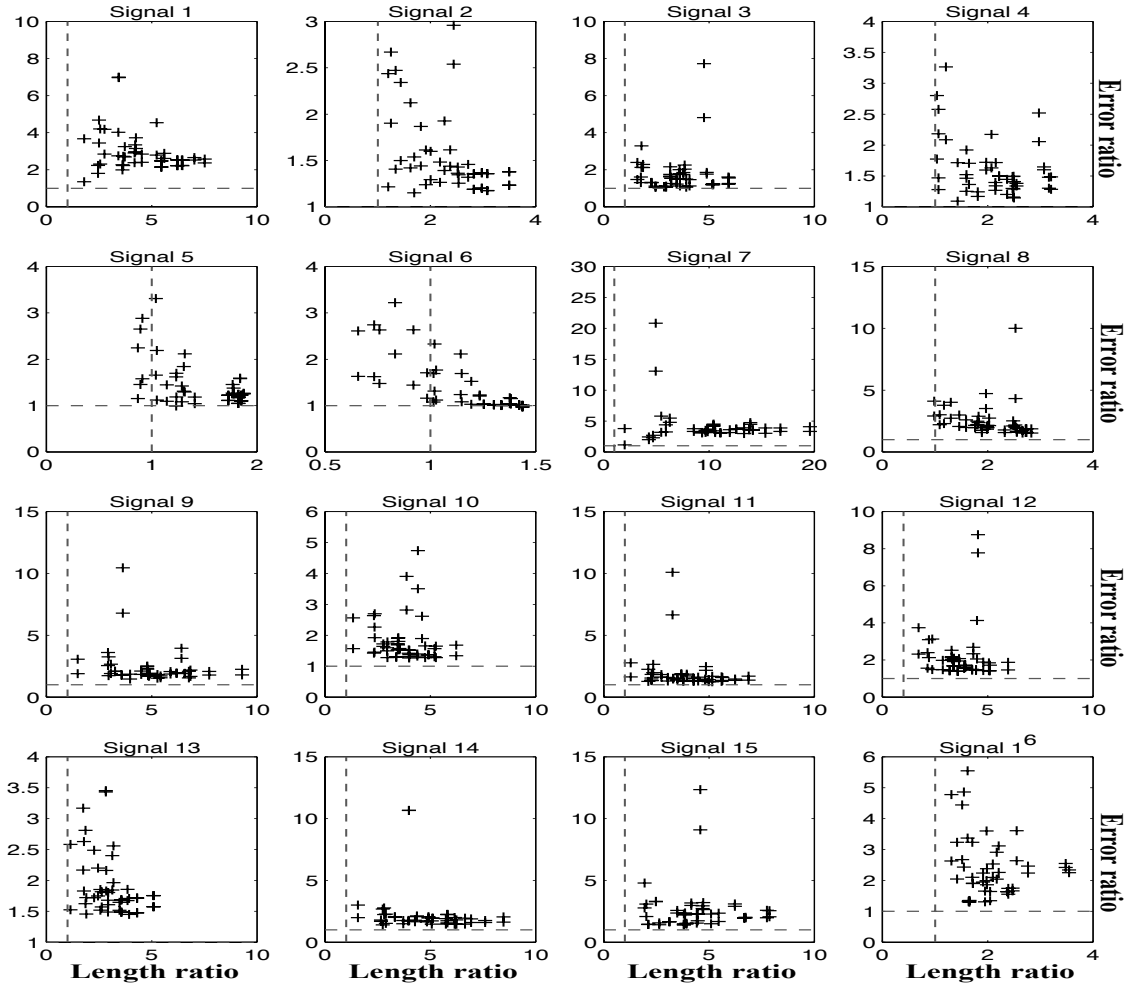 Signal 1 Signal 2 Signal 3 Signal 4
10 8 6 4 2 0
0 5 10
3 2.5 2 1.5 1
0 2 4
10 8 6 4 2 0
0 5 10
4 3.5 3 2.5 2 1.5 1
0 2 4
Error ratio
Signal 5 Signal 6 Signal 7 Signal 8
4 3 2 1 0
0 1 2
4 3 2 1 0
0.5 1 1.5
30 25 20 15 10 5 0
0 10 20
15 10 5 0
0 2 4
Error ratio
Signal 9 Signal 10 Signal 11 Signal 12
15 10 5 0
0 5 10
6 5 4 3 2 1 0
0 5 10
15 10 5 0
0 5 10
10 8 6 4 2 0
0 5 10
Error ratio
Signal 13 Signal 14 Signal 15 Signal 16
4 3.5 3 2.5 2 1.5 1
0 5 10
15 10 5 0
0 5 10
15 10 5 0
0 5 10
6 5 4 3 2 1 0
0 2 4
Error ratio
Length ratio Length ratio Length ratio Length ratio